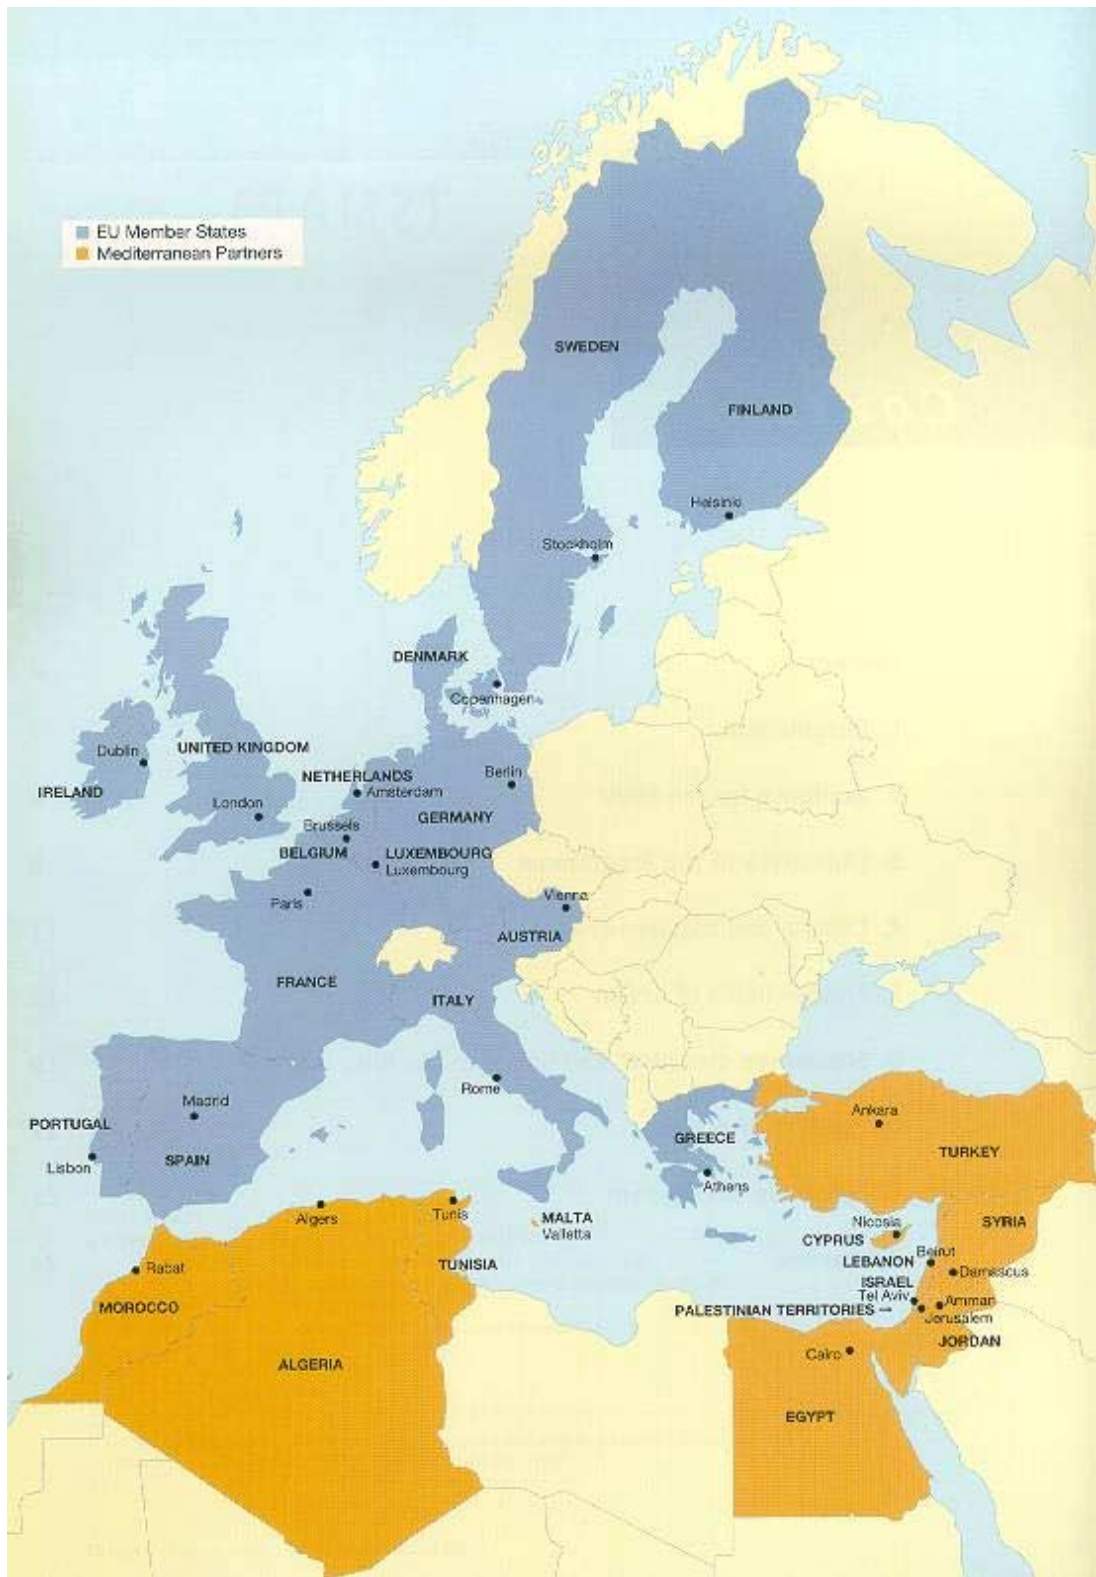 EU Member States
Mediterranean Partners
SWEDEN
FINLAND
Helsinki
Stockholm
DENMARK
Copenhagen
Dublin
UNITED KINGDOM
IRELAND
NETHERLANDS
Amsterdam
Berlin
London
GERMANY
Brussels
BELGIUM
LUXEMBOURG
Luxembourg
Paris
Vienna
AUSTRIA
FRANCE
ITALY
Rome
Madrid
PORTUGAL
Lisbon
SPAIN
Ankara
GREECE
TURKEY
Athens
Algers
Tunis
MALTA
Valletta
Nicosia
CYPRUS
SYRIA
Beirut
LEBANON
Damascus
Rabat
TUNISIA
ISRAEL
Tel Aviv
MOROCCO
PALESTINIAN TERRITORIES →
Amman
Jerusalem
JORDAN
Cairo
ALGERIA
EGYPT